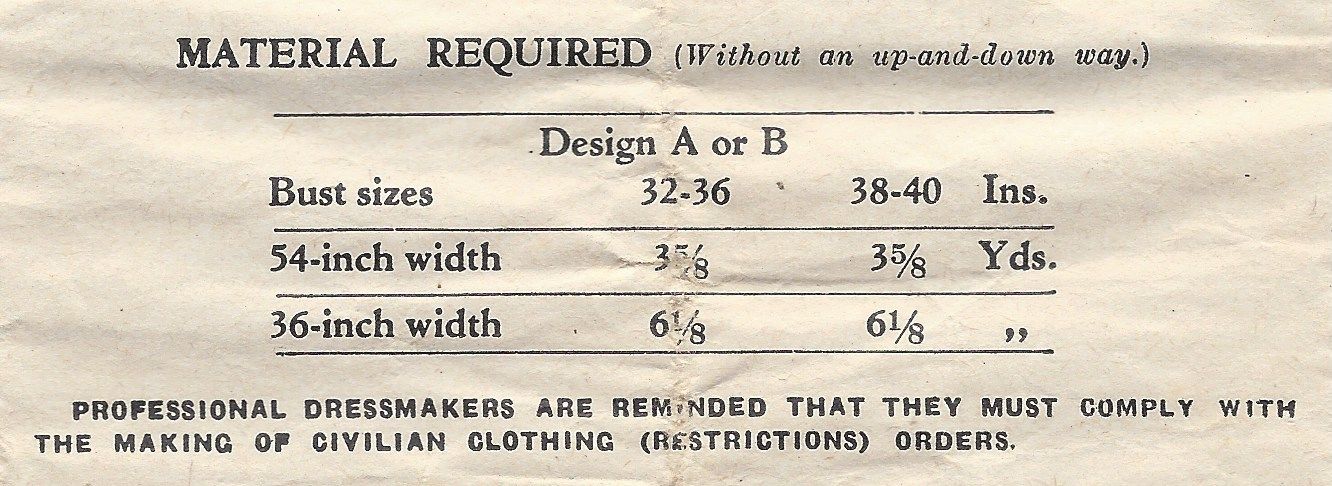 MATERIAL REQUIRED (Without an up-and-down way.)
Design A or B
Bust sizes 32-36 38-40 Ins.
54-inch width 3⅝ 3⅝ Yds.
36-inch width 6⅛ 6⅛ ,,
PROFESSIONAL DRESSMAKERS ARE REMINDED THAT THEY MUST COMPLY WITH
THE MAKING OF CIVILIAN CLOTHING (RESTRICTIONS) ORDERS.